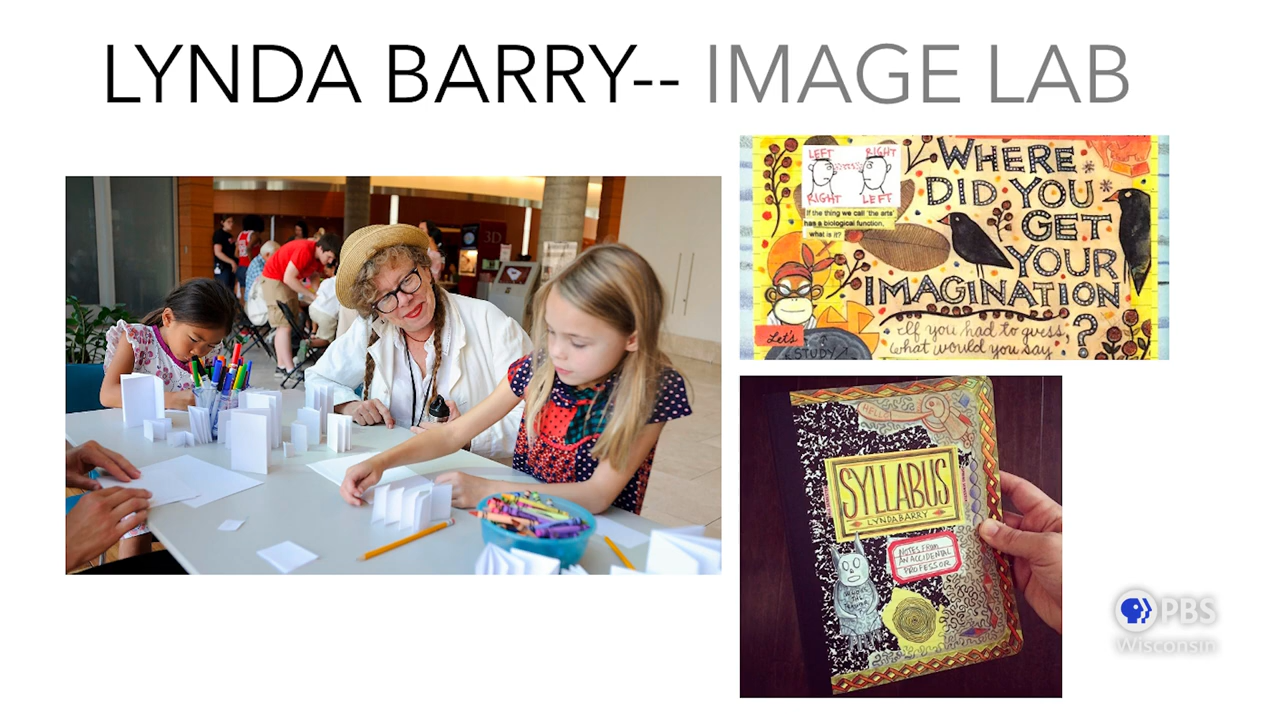 LYNDA BARRY-- IMAGE LAB
LEFT RIGHT
RIGHT LEFT
If the thing we call 'the arts'
has a biological function,
what is it?
WHERE
DID YOU
GET
YOUR
IMAGINATION
?
If you had to guess,
what would you say
Let's
STUDY
3D
HELLO
SYLLABUS
LYNDA BARRY
NOTES FROM
AN ACCIDENTAL
PROFESSOR
PBS
Wisconsin